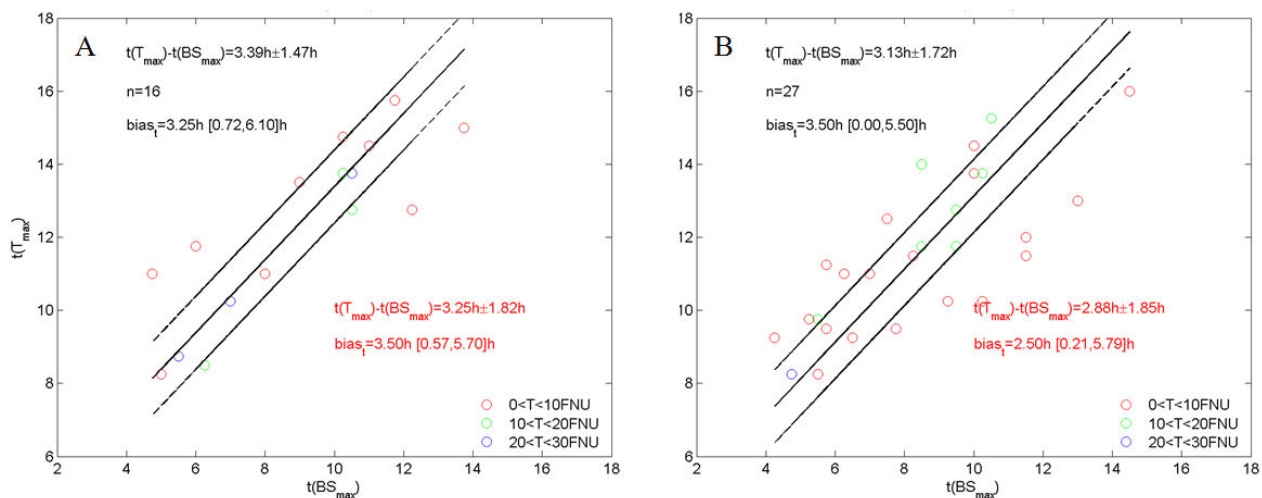 A
t(Tmax)-t(BSmax)=3.39h±1.47h
n=16
biast=3.25h [0.72,6.10]h
t(Tmax)-t(BSmax)=3.25h±1.82h
biast=3.50h [0.57,5.70]h
0<T<10FNU
10<T<20FNU
20<T<30FNU
18
16
14
12
10
8
6
t(Tmax)
2 4 6 8 10 12 14 16 18
t(BSmax)
B
t(Tmax)-t(BSmax)=3.13h±1.72h
n=27
biast=3.50h [0.00,5.50]h
t(Tmax)-t(BSmax)=2.88h±1.85h
biast=2.50h [0.21,5.79]h
0<T<10FNU
10<T<20FNU
20<T<30FNU
18
16
14
12
10
8
6
2 4 6 8 10 12 14 16 18
t(BSmax)